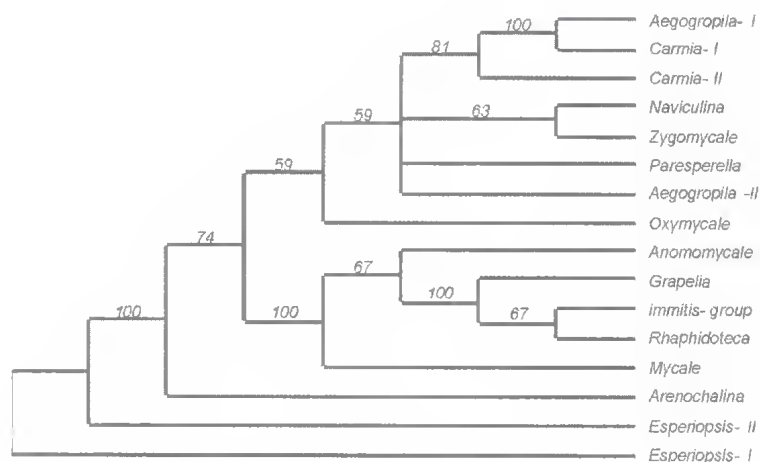 Aegogropila- I
100
Carmia- I
81
Carmia- II
Naviculina
63
59
Zygomycale
Paresperella
59
Aegogropila -II
Oxymycale
74
Anomomycale
67
Grapelia
100
immitis- group
67
100
100
Rhaphidoteca
Mycale
Arenochalina
Esperiopsis- II
Esperiopsis- I